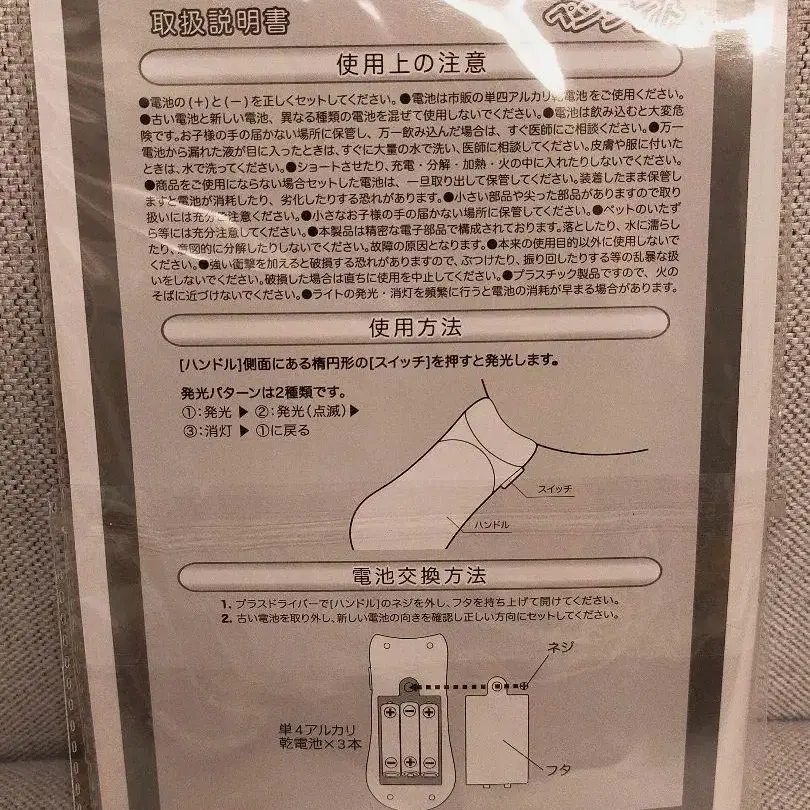 取扱説明書
使用上の注意
●電池の(+)と(−)を正しくセットしてください。●電池は市販の単四アルカリ乾電池をご使用ください。
●古い電池と新しい電池、異なる種類の電池を混ぜて使用しないでください。●電池は飲み込むと大変危
険です。お子様の手の届かない場所に保管し、万一飲み込んだ場合は、すぐ医師にご相談ください。●万一
電池から漏れた液が目に入ったときは、すぐに大量の水で洗い、医師に相談してください。皮膚や服に付いた
ときは、水で洗ってください。●ショートさせたり、充電・分解・加熱・火の中に入れたりしないでください。
●商品をご使用にならない場合セットした電池は、一旦取り出して保管してください。装着したまま保管し
ますと電池が消耗したり、劣化したりする恐れがあります。●小さい部品や尖った部品がありますので取り
扱いには充分ご注意ください。●小さなお子様の手の届かない場所に保管してください。●ペットのいたず
ら等には充分注意してください。●本製品は精密な電子部品で構成されております。落としたり、水に濡らし
たり、意図的に分解したりしないでください。故障の原因となります。●本来の使用目的以外に使用しないで
ください。●強い衝撃を加えると破損する恐れがありますので、ぶつけたり、振り回したりする等の乱暴な扱
いをしないでください。破損した場合は直ちに使用を中止してください。●プラスチック製品ですので、火の
そばに近づけないでください。●ライトの発光・消灯を頻繁に行うと電池の消耗が早まる場合があります。
使用方法
[ハンドル]側面にある楕円形の[スイッチ]を押すと発光します。
発光パターンは2種類です。
①:発光 ▶ ②:発光(点滅)▶
③:消灯 ▶ ①に戻る
スイッチ
ハンドル
電池交換方法
1. プラスドライバーで[ハンドル]のネジを外し、フタを持ち上げて開けてください。
2. 古い電池を取り外し、新しい電池の向きを確認し正しい方向にセットしてください。
ネジ
単4アルカリ
乾電池×3本
フタ